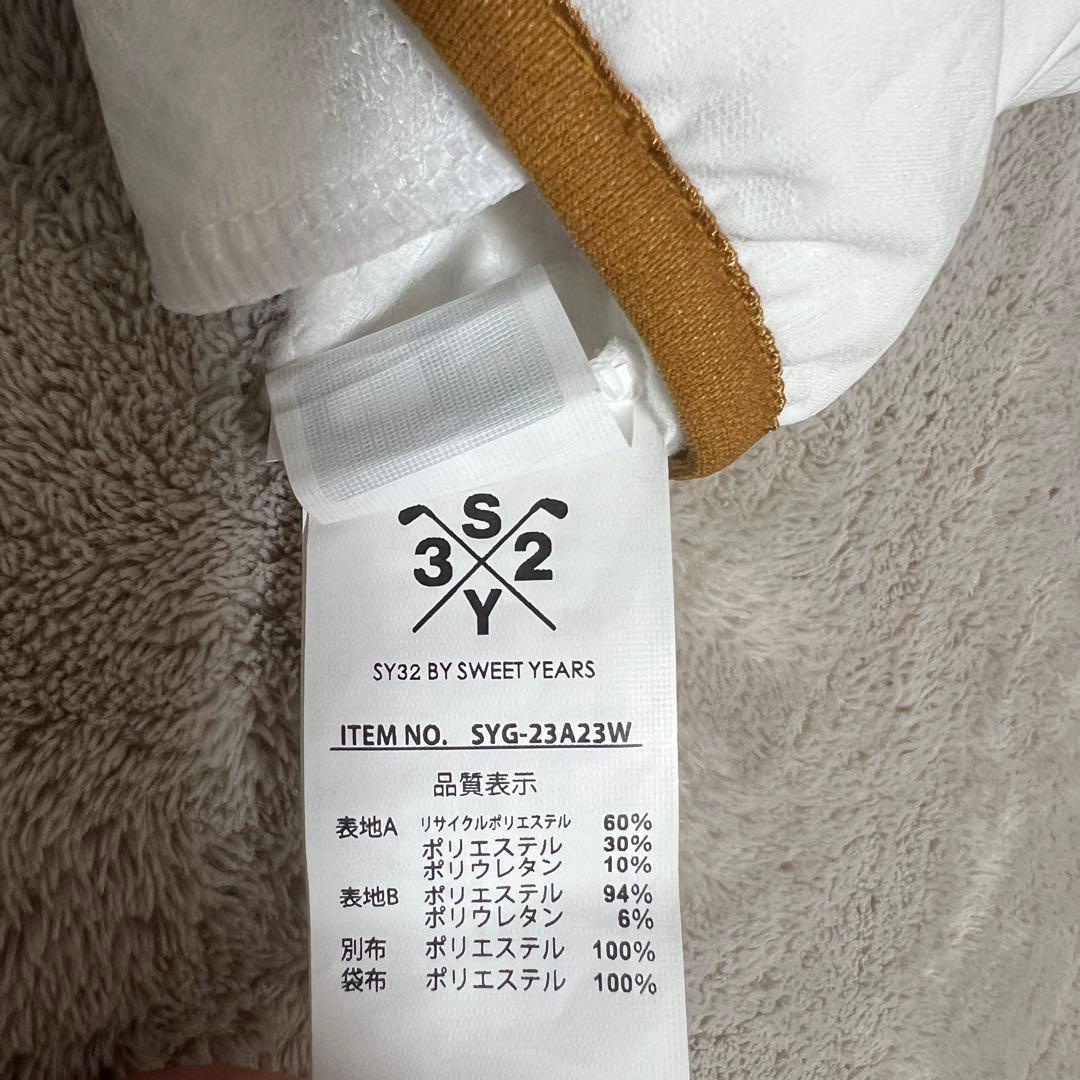 S
3 2
Y
SY32 BY SWEET YEARS
ITEM NO. SYG-23A23W
品質表示
表地A リサイクルポリエステル 60%
ポリエステル 30%
ポリウレタン 10%
表地B ポリエステル 94%
ポリウレタン 6%
別布 ポリエステル 100%
袋布 ポリエステル 100%